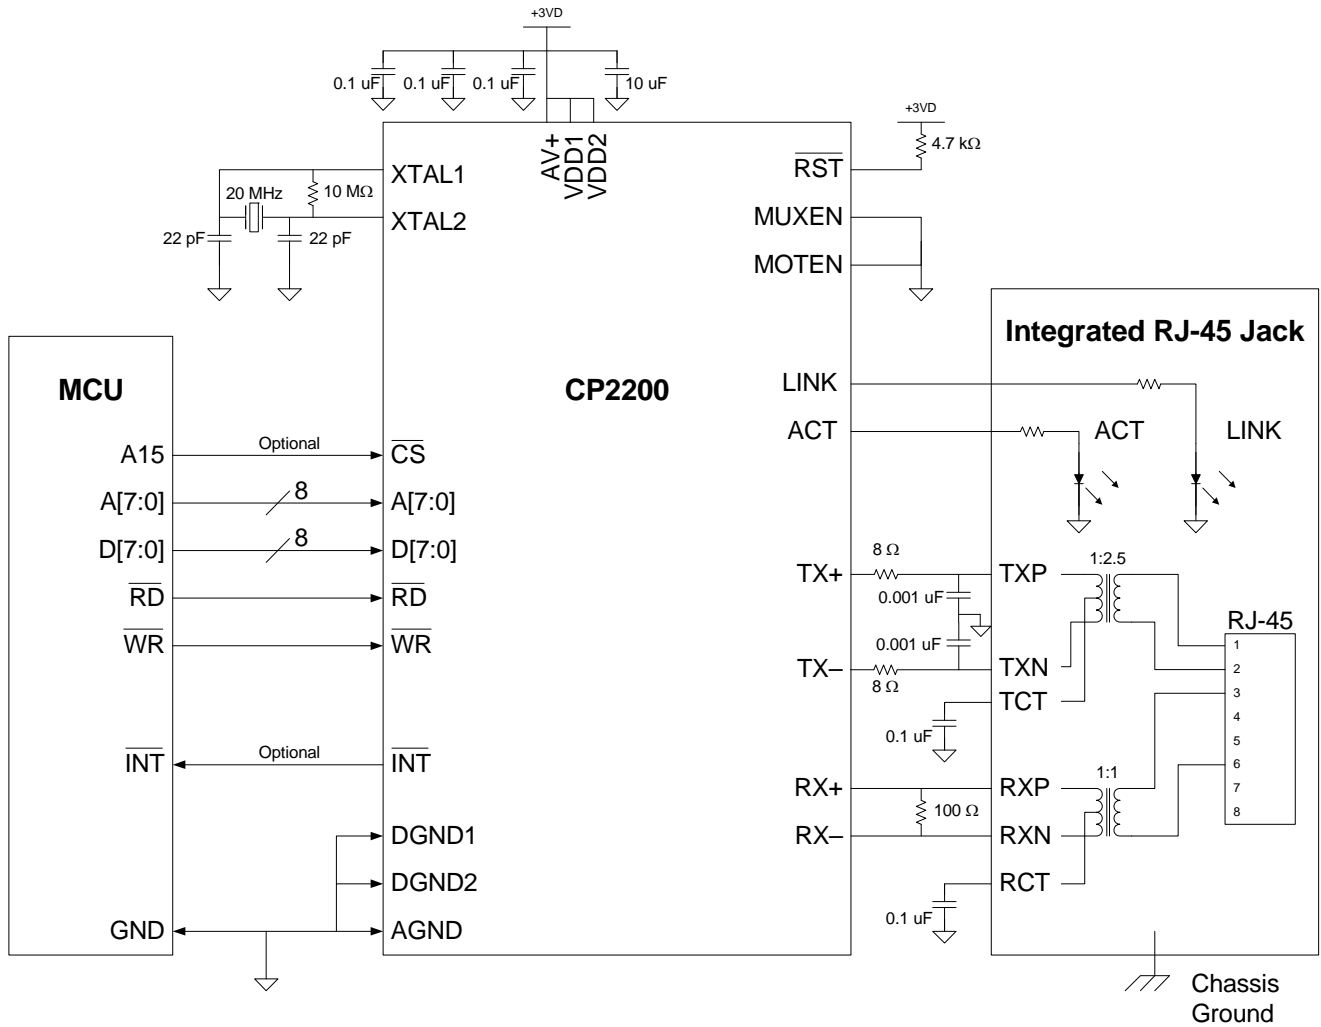 +3VD
0.1 uF
0.1 uF
0.1 uF
10 uF
AV+
VDD1
VDD2
+3VD
4.7 kΩ
RST
XTAL1
20 MHz
10 MΩ
XTAL2
22 pF
22 pF
MUXEN
MOTEN
Integrated RJ-45 Jack
MCU
CP2200
LINK
ACT
ACT
LINK
A15
Optional
CS
A[7:0]
8
A[7:0]
D[7:0]
8
D[7:0]
RD
RD
WR
WR
INT
Optional
INT
DGND1
DGND2
GND
AGND
TX+
8 Ω
TXP
1:2.5
0.001 uF
0.001 uF
TX–
8 Ω
TXN
TCT
0.1 uF
RJ-45
1
2
3
4
5
6
7
8
RX+
RXP
1:1
100 Ω
RX–
RXN
RCT
0.1 uF
Chassis
Ground